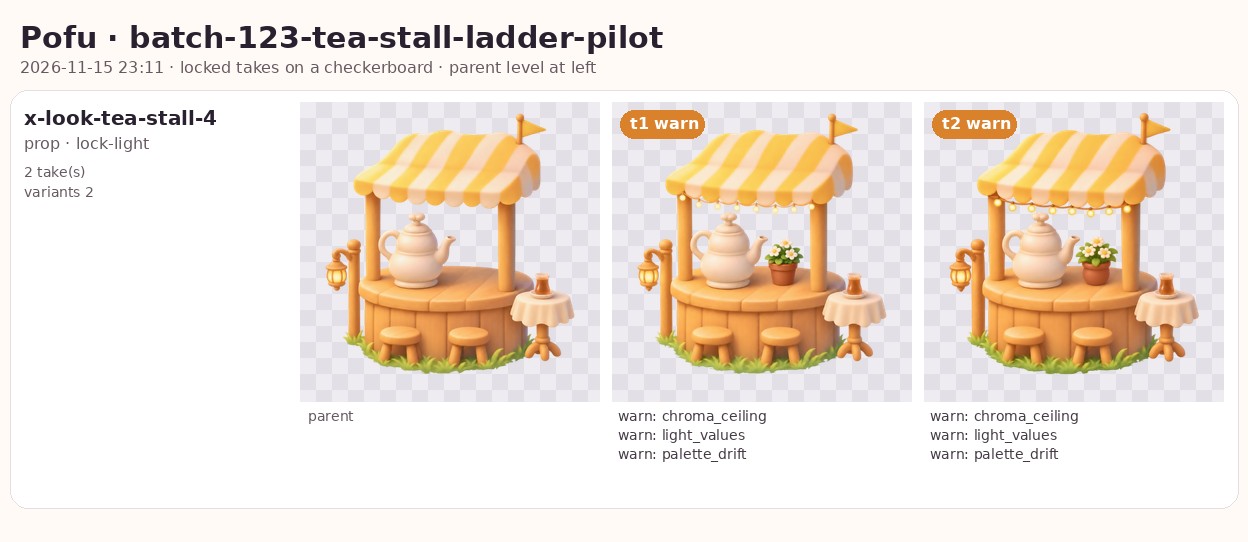 Pofu · batch-123-tea-stall-ladder-pilot
2026-11-15 23:11 · locked takes on a checkerboard · parent level at left
x-look-tea-stall-4
prop · lock-light
2 take(s)
variants 2
parent
t1 warn
warn: chroma_ceiling
warn: light_values
warn: palette_drift
t2 warn
warn: chroma_ceiling
warn: light_values
warn: palette_drift